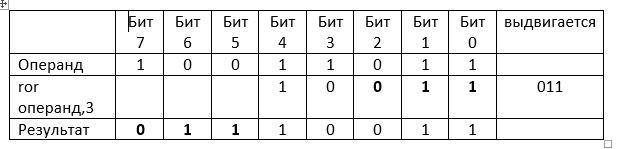 Бит 7 Бит 6 Бит 5 Бит 4 Бит 3 Бит 2 Бит 1 Бит 0 выдвигается
Операнд 1 0 0 1 1 0 1 1
ror операнд,3 1 0 0 1 1 011
Результат 0 1 1 1 0 0 1 1